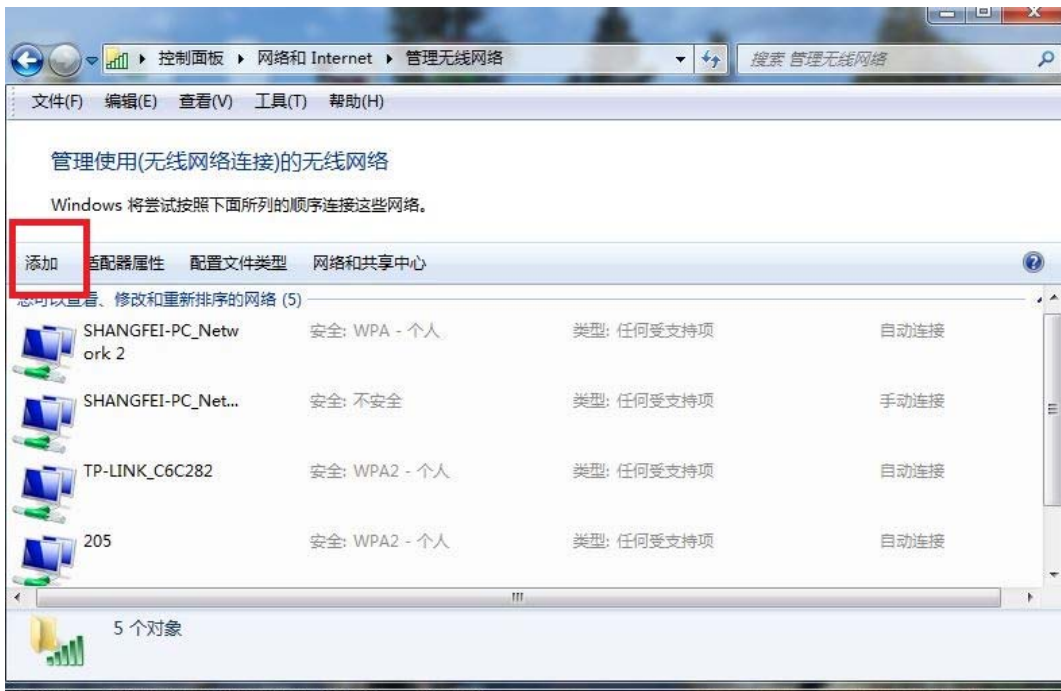 控制面板 网络和 Internet 管理无线网络 搜索 管理无线网络
文件(F) 编辑(E) 查看(V) 工具(T) 帮助(H)
管理使用(无线网络连接)的无线网络
Windows 将尝试按照下面所列的顺序连接这些网络。
添加 适配器属性 配置文件类型 网络和共享中心
您可以查看、修改和重新排序的网络 (5)
SHANGFEI-PC_Netw 安全: WPA - 个人 类型: 任何受支持项 自动连接
ork 2
SHANGFEI-PC_Net... 安全: 不安全 类型: 任何受支持项 手动连接
TP-LINK_C6C282 安全: WPA2 - 个人 类型: 任何受支持项 自动连接
205 安全: WPA2 - 个人 类型: 任何受支持项 自动连接
5 个对象